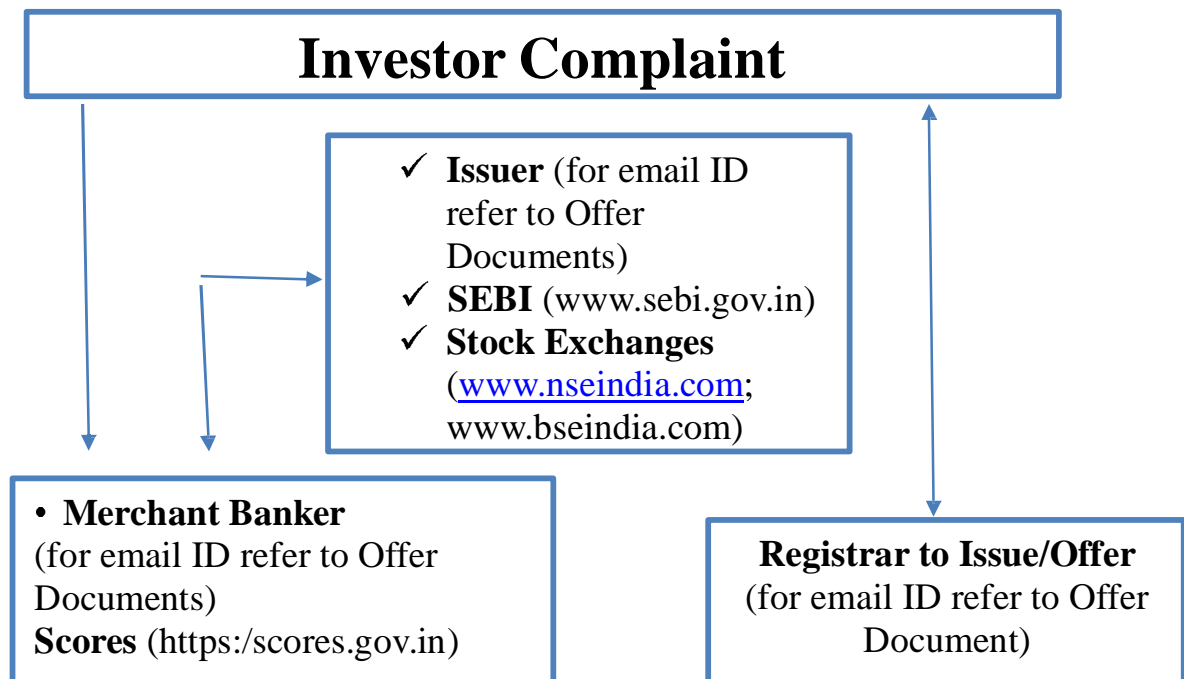 Investor Complaint
✓ Issuer (for email ID
refer to Offer
Documents)
✓ SEBI (www.sebi.gov.in)
✓ Stock Exchanges
(www.nseindia.com;
www.bseindia.com)
• Merchant Banker
(for email ID refer to Offer
Documents)
Scores (https:/scores.gov.in)
Registrar to Issue/Offer
(for email ID refer to Offer
Document)